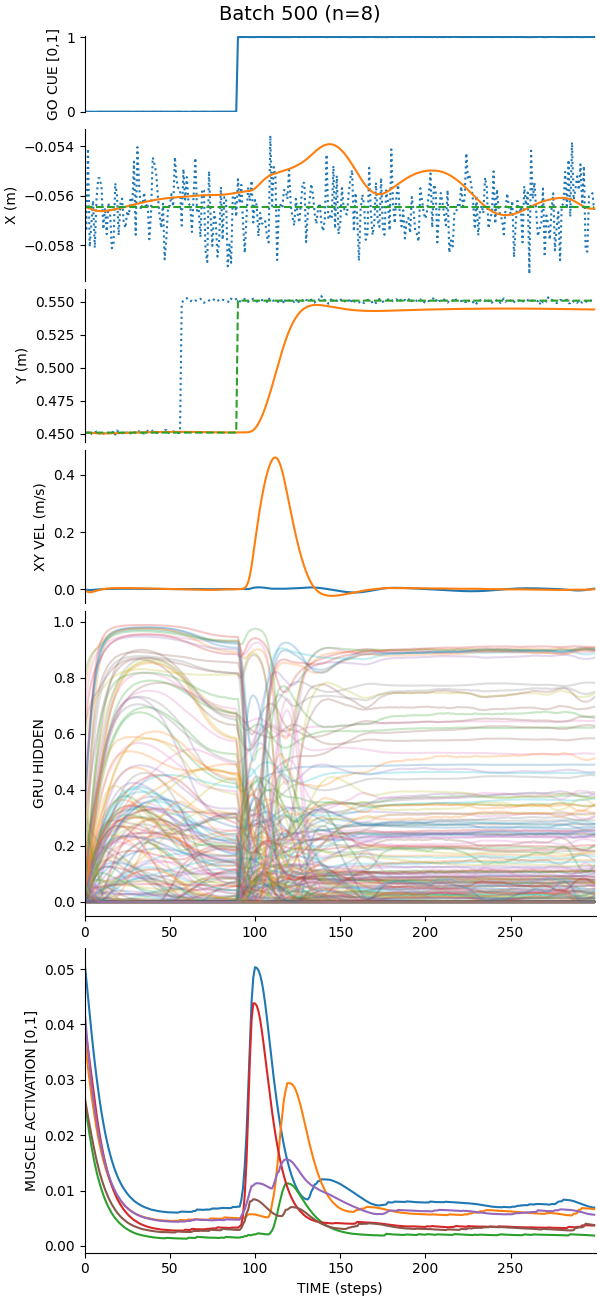 Batch 500 (n=8)
GO CUE [0,1]
1
0
X (m)
−0.054
−0.056
−0.058
Y (m)
0.550
0.525
0.500
0.475
0.450
XY VEL (m/s)
0.4
0.2
0.0
GRU HIDDEN
1.0
0.8
0.6
0.4
0.2
0.0
0 50 100 150 200 250
MUSCLE ACTIVATION [0,1]
0.05
0.04
0.03
0.02
0.01
0.00
0 50 100 150 200 250
TIME (steps)